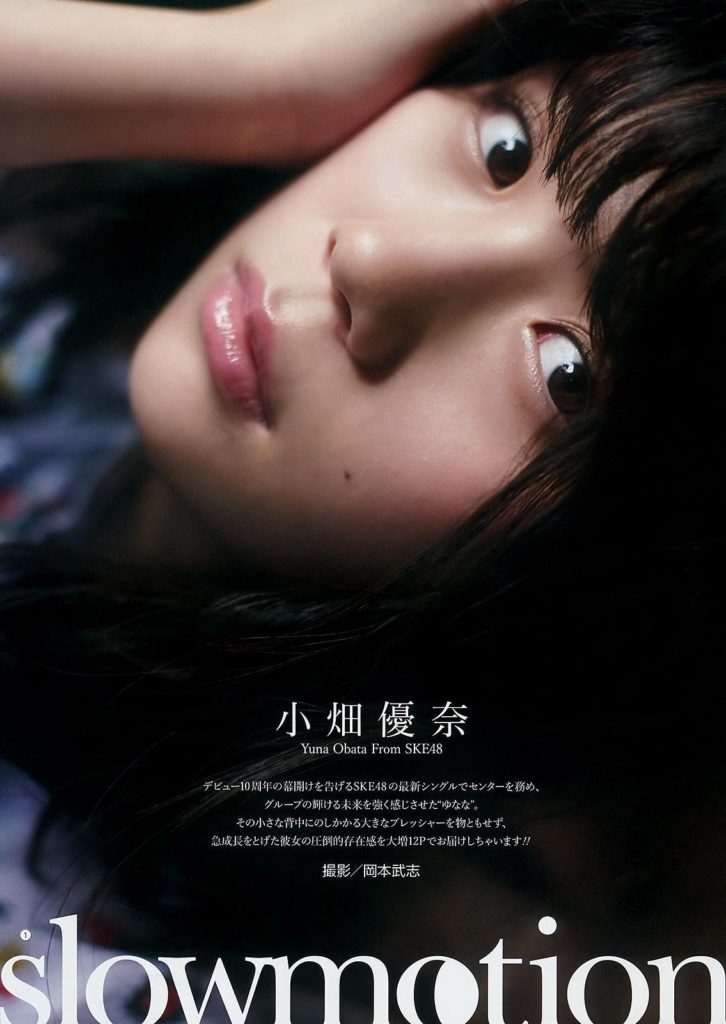 小畑優奈
Yuna Obata From SKE48
デビュー10周年の幕開けを告げるSKE48の最新シングルでセンターを務め、
グループの輝ける未来を強く感じさせた“ゆなな”。
その小さな背中にのしかかる大きなプレッシャーを物ともせず、
急成長をとげた彼女の圧倒的存在感を大増12Pでお届けしちゃいます!!
撮影／岡本武志
1
slowmotion